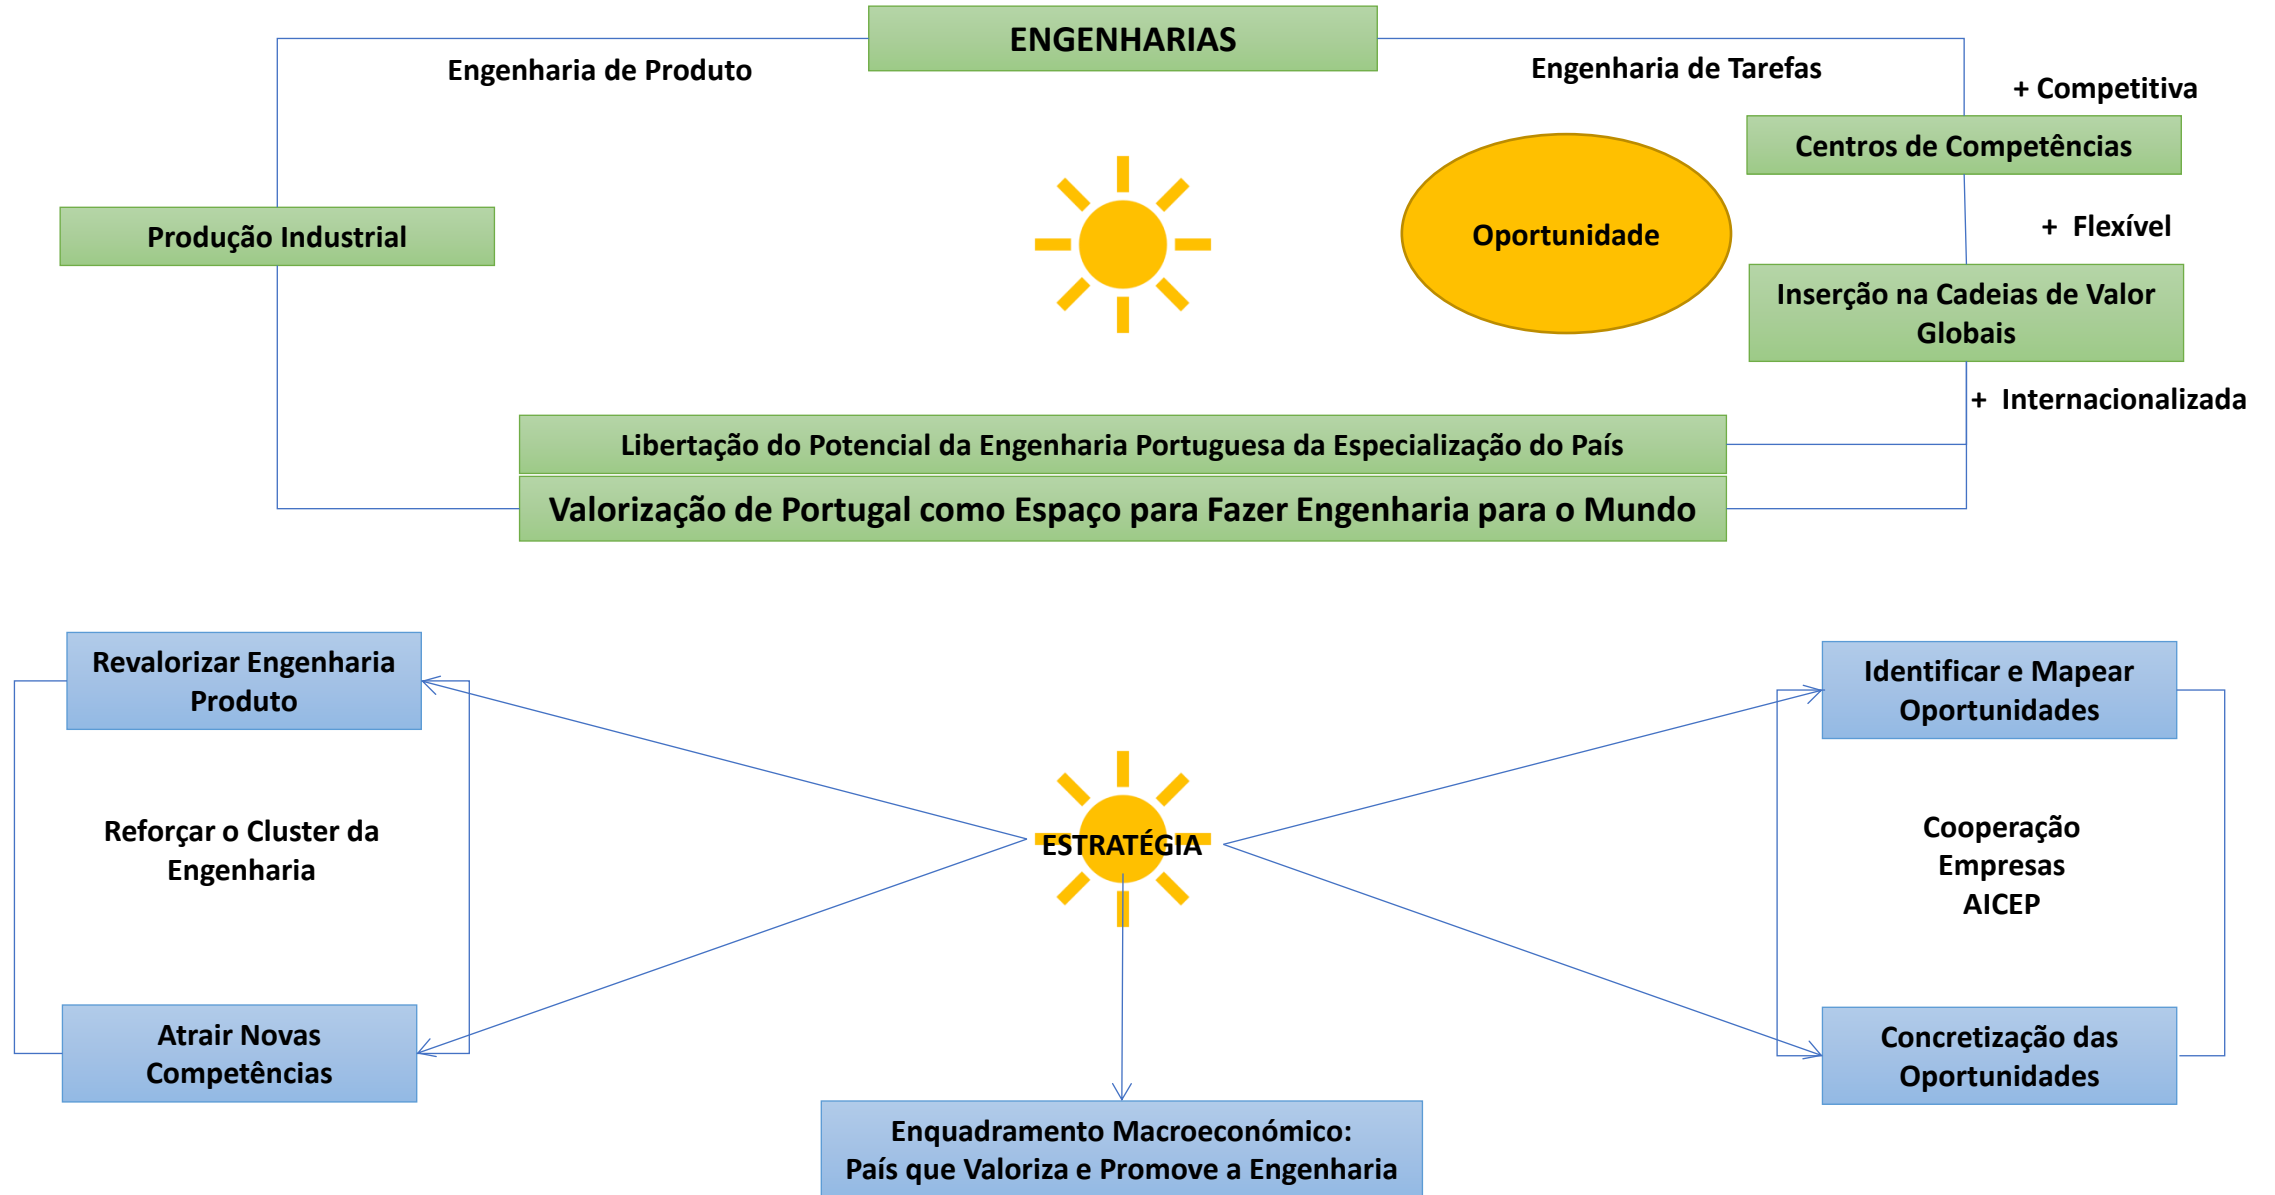 ENGENHARIAS
Engenharia de Produto
Engenharia de Tarefas
+ Competitiva
Centros de Competências
Produção Industrial
Oportunidade
+ Flexível
Inserção na Cadeias de Valor
Globais
+ Internacionalizada
Libertação do Potencial da Engenharia Portuguesa da Especialização do País
Valorização de Portugal como Espaço para Fazer Engenharia para o Mundo
Revalorizar Engenharia
Produto
Identificar e Mapear
Oportunidades
Reforçar o Cluster da
Engenharia
ESTRATÉGIA
Cooperação
Empresas
AICEP
Atrair Novas
Competências
Concretização das
Oportunidades
Enquadramento Macroeconómico:
País que Valoriza e Promove a Engenharia